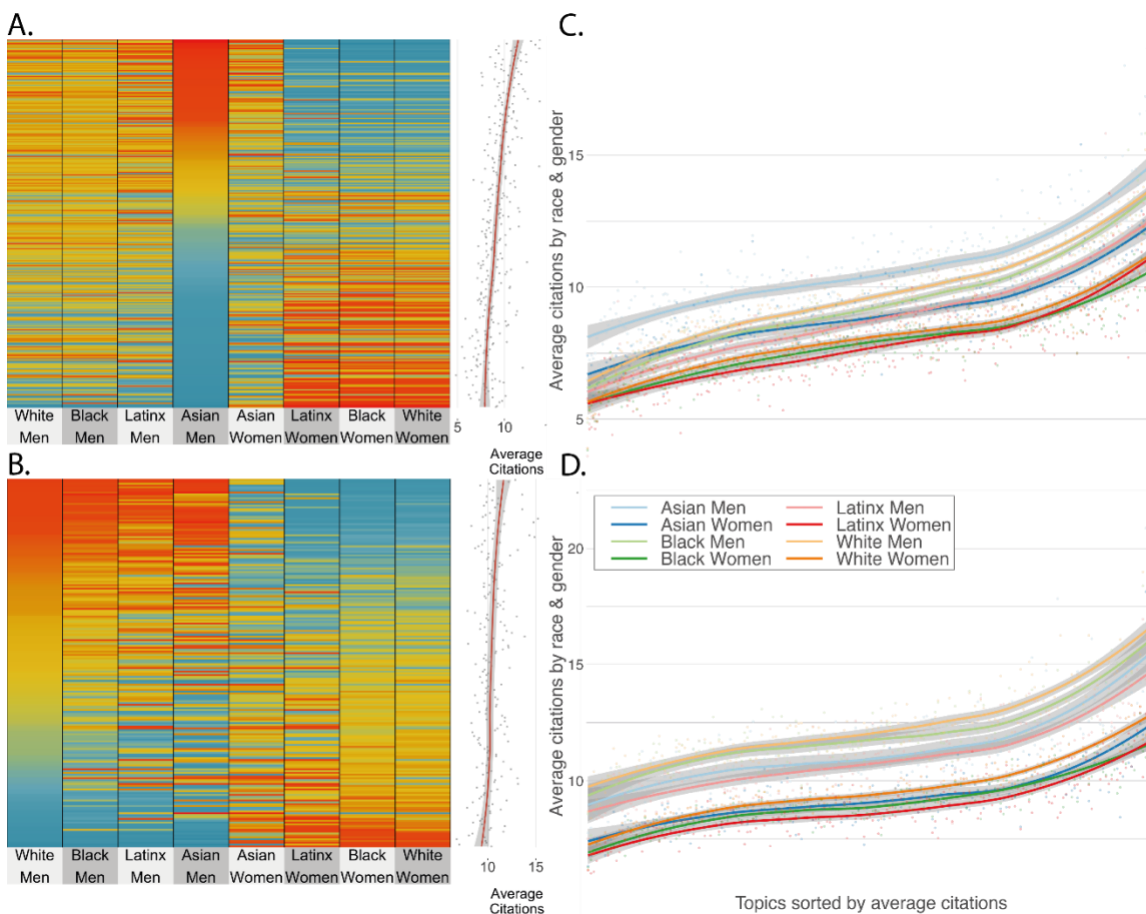 A.
White Black Latinx Asian Asian Latinx Black White
Men Men Men Men Women Women Women Women
5 10
Average
Citations
B.
White Black Latinx Asian Asian Latinx Black White
Men Men Men Men Women Women Women Women
10 15
Average
Citations
C.
Average citations by race & gender
15
10
5
D.
Asian Men Latinx Men
Asian Women Latinx Women
Black Men White Men
Black Women White Women
Average citations by race & gender
20
15
10
Topics sorted by average citations